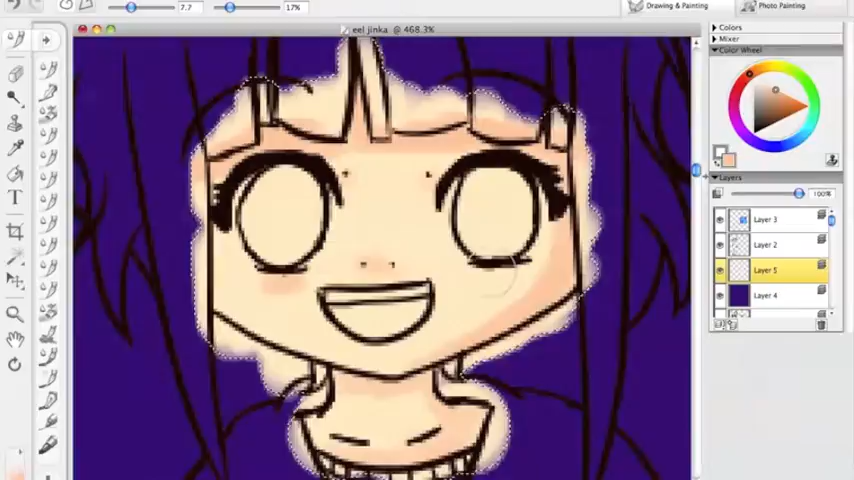 7.7
17%
Drawing & Painting
Photo Painting
eel jinka @ 468.3%
Colors
Mixer
Color Wheel
T
Layers
100%
Layer 3
Layer 2
Layer 5
Layer 4